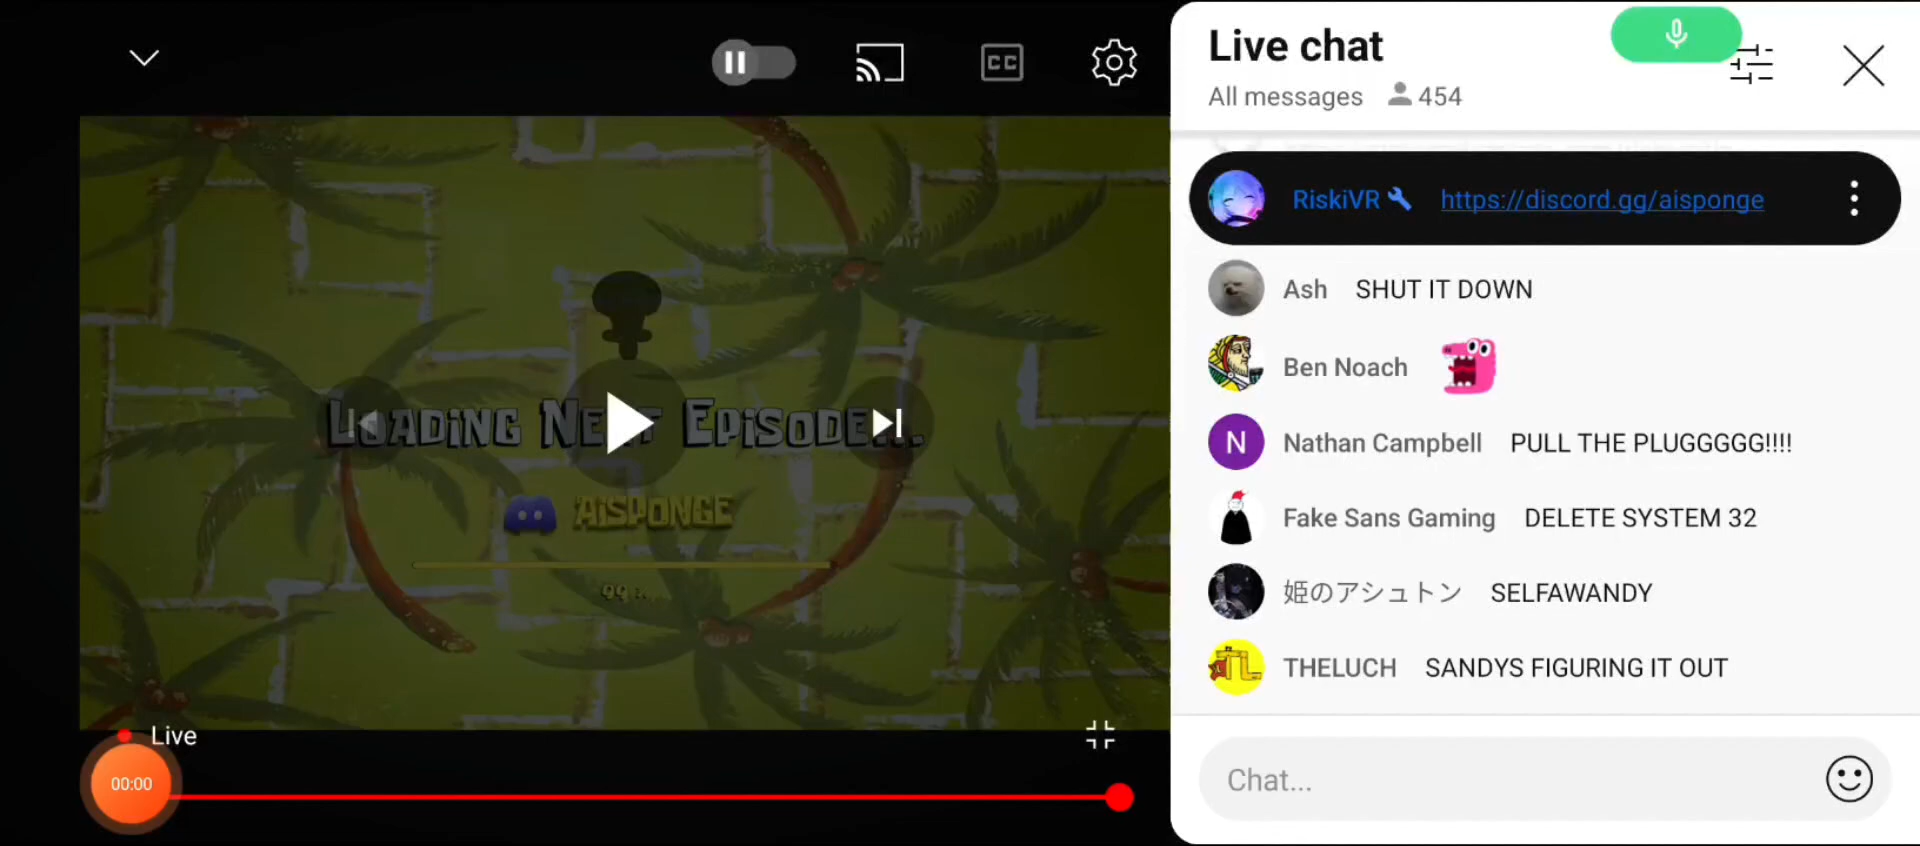 CC
Live chat
All messages 454
RiskiVR https://discord.gg/aisponge
Ash SHUT IT DOWN
Ben Noach
N Nathan Campbell PULL THE PLUGGGGG!!!!
Fake Sans Gaming DELETE SYSTEM 32
姫のアシュトン SELFAWANDY
THELUCH SANDYS FIGURING IT OUT
Chat...
LOADING NEXT EPISODE...
AISPONGE
Live
00:00